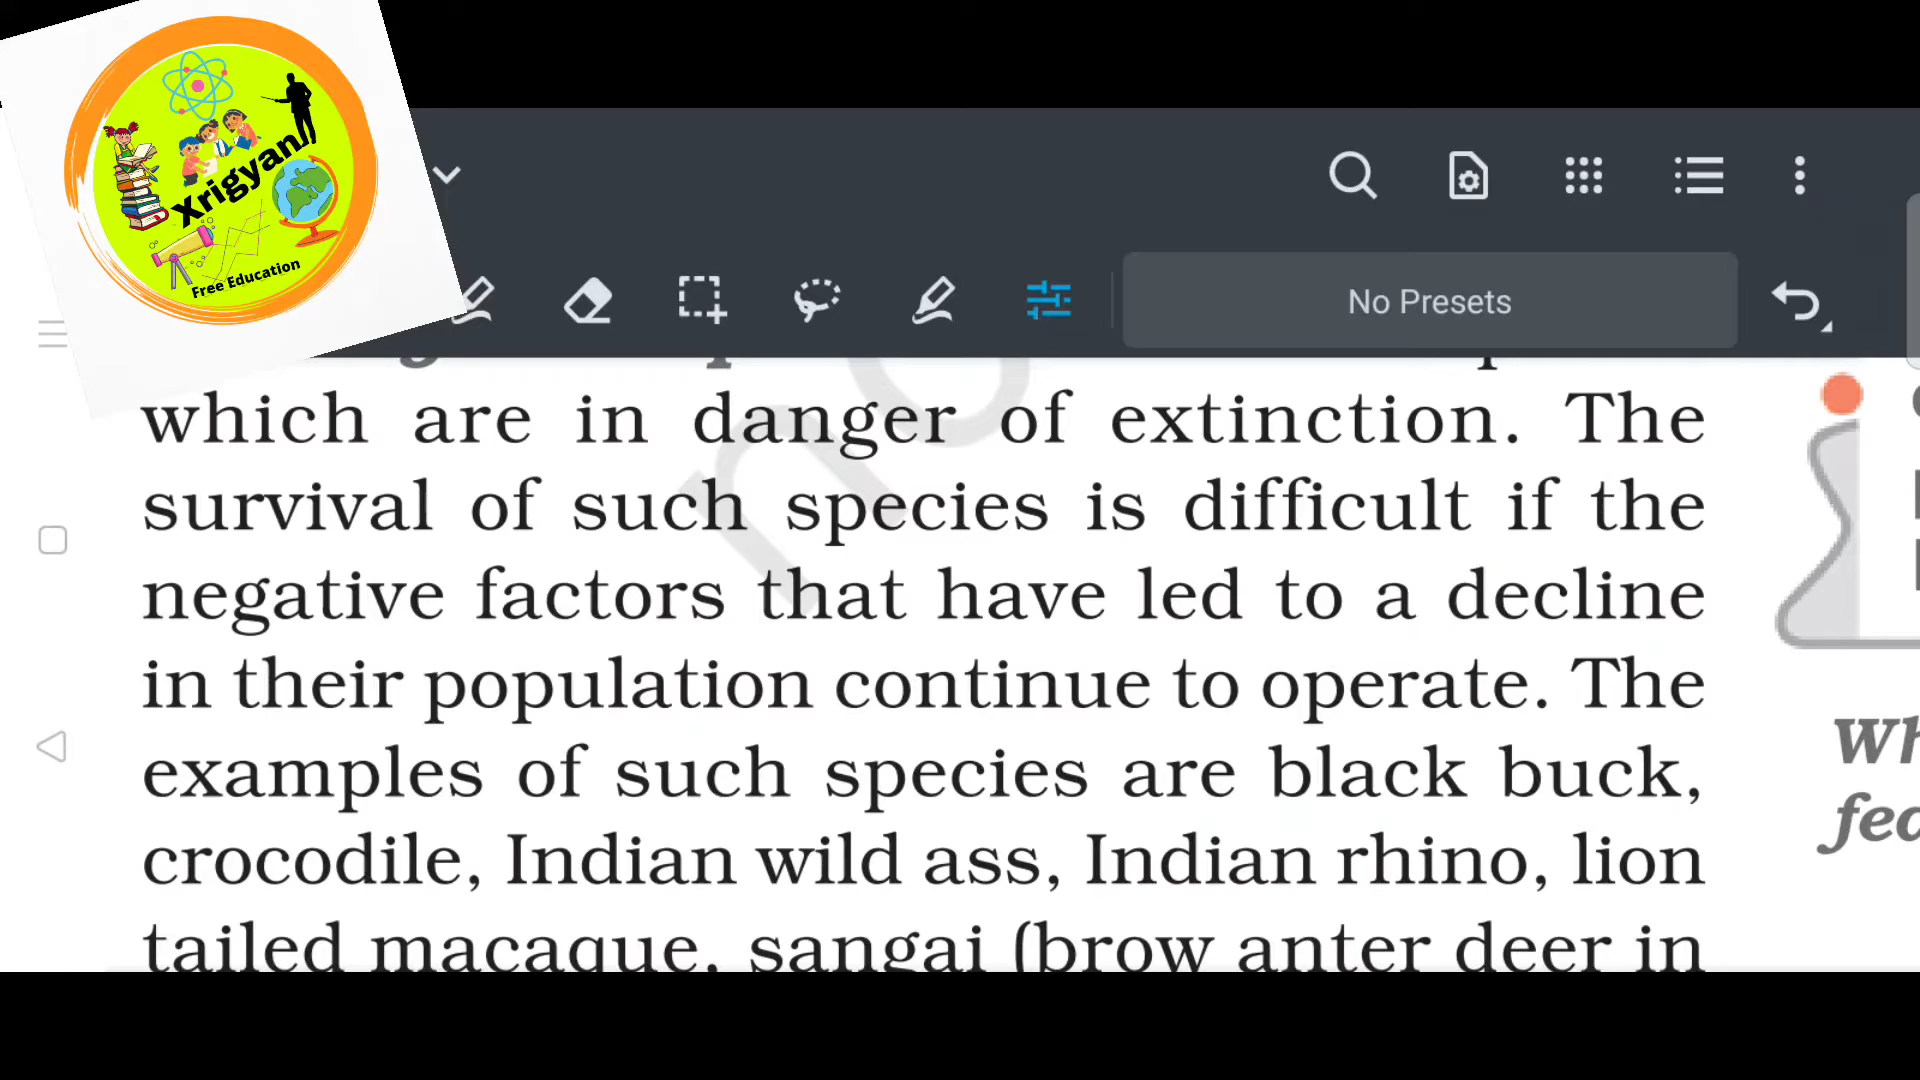 Xrigyan
Free Education
No Presets
which are in danger of extinction. The
survival of such species is difficult if the
negative factors that have led to a decline
in their population continue to operate. The
examples of such species are black buck,
crocodile, Indian wild ass, Indian rhino, lion
tailed macaque, sangai (brow anter deer in